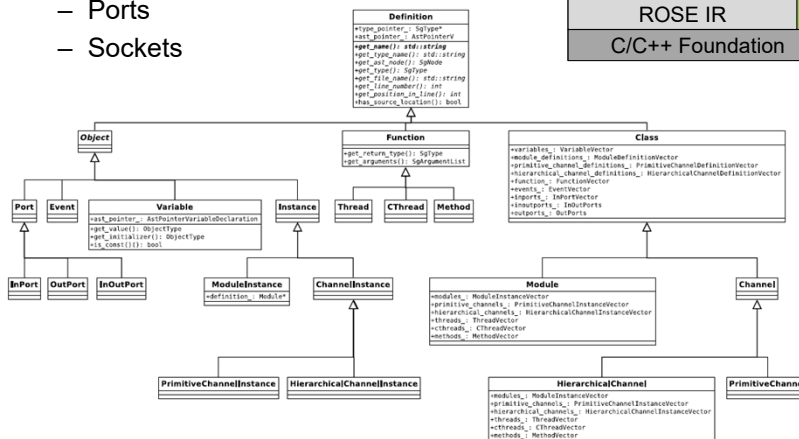 – Ports
– Sockets
ROSE IR
C/C++ Foundation
Definition
+type_pointer_: SgType*
+ast_pointer_: AstPointerV
+get_name(): std::string
+get_type_name(): std::string
+get_ast_node(): SgNode
+get_type(): SgType
+get_file_name(): std::string
+get_line_number(): int
+get_position_in_line(): int
+has_source_location(): bool
Object
Function
+get_return_type(): SgType
+get_arguments(): SgArgumentList
Class
+variables_: VariableVector
+module_definitions_: ModuleDefinitionVector
+primitive_channel_definitions_: PrimitiveChannelDefinitionVector
+hierarchical_channel_definitions_: HierarchicalChannelDefinitionVector
+function_: FunctionVector
+events_: EventVector
+inports_: InPortVector
+inoutports_: InOutPorts
+outports_: OutPorts
Port
Event
Variable
+ast_pointer_: AstPointerVariableDeclaration
+get_value(): ObjectType
+get_initializer(): ObjectType
+is_const()(): bool
Instance
Thread
CThread
Method
InPort
OutPort
InOutPort
ModuleInstance
+definition_: Module*
ChannelInstance
Module
+modules_: ModuleInstanceVector
+primitive_channels_: PrimitiveChannelInstanceVector
+hierarchical_channels_: HierarchicalChannelInstanceVector
+threads_: ThreadVector
+cthreads_: CThreadVector
+methods_: MethodVector
Channel
PrimitiveChannelInstance
HierarchicalChannelInstance
HierarchicalChannel
+modules_: ModuleInstanceVector
+primitive_channels_: PrimitiveChannelInstanceVector
+hierarchical_channels_: HierarchicalChannelInstanceVector
+threads_: ThreadVector
+cthreads_: CThreadVector
+methods_: MethodVector
PrimitiveChanne